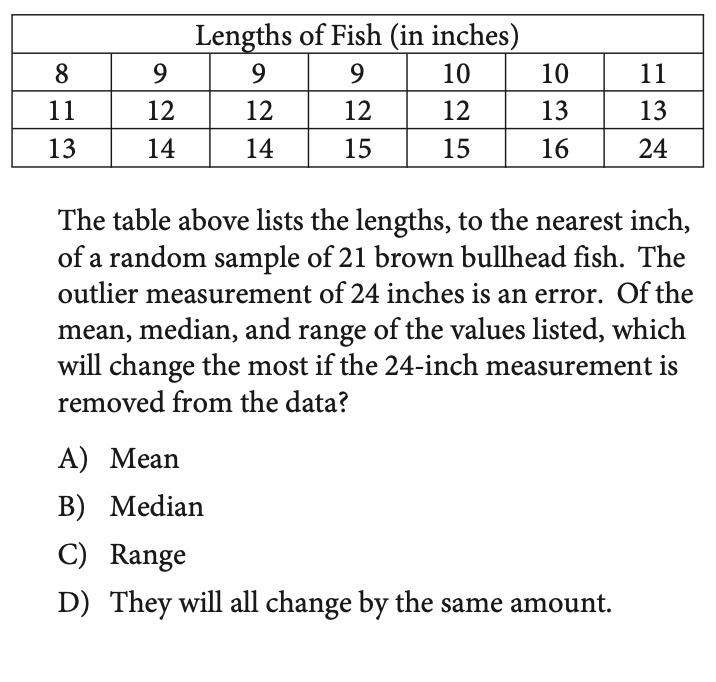 Lengths of Fish (in inches)
8 9 9 9 10 10 11
11 12 12 12 12 13 13
13 14 14 15 15 16 24
The table above lists the lengths, to the nearest inch,
of a random sample of 21 brown bullhead fish. The
outlier measurement of 24 inches is an error. Of the
mean, median, and range of the values listed, which
will change the most if the 24-inch measurement is
removed from the data?
A) Mean
B) Median
C) Range
D) They will all change by the same amount.